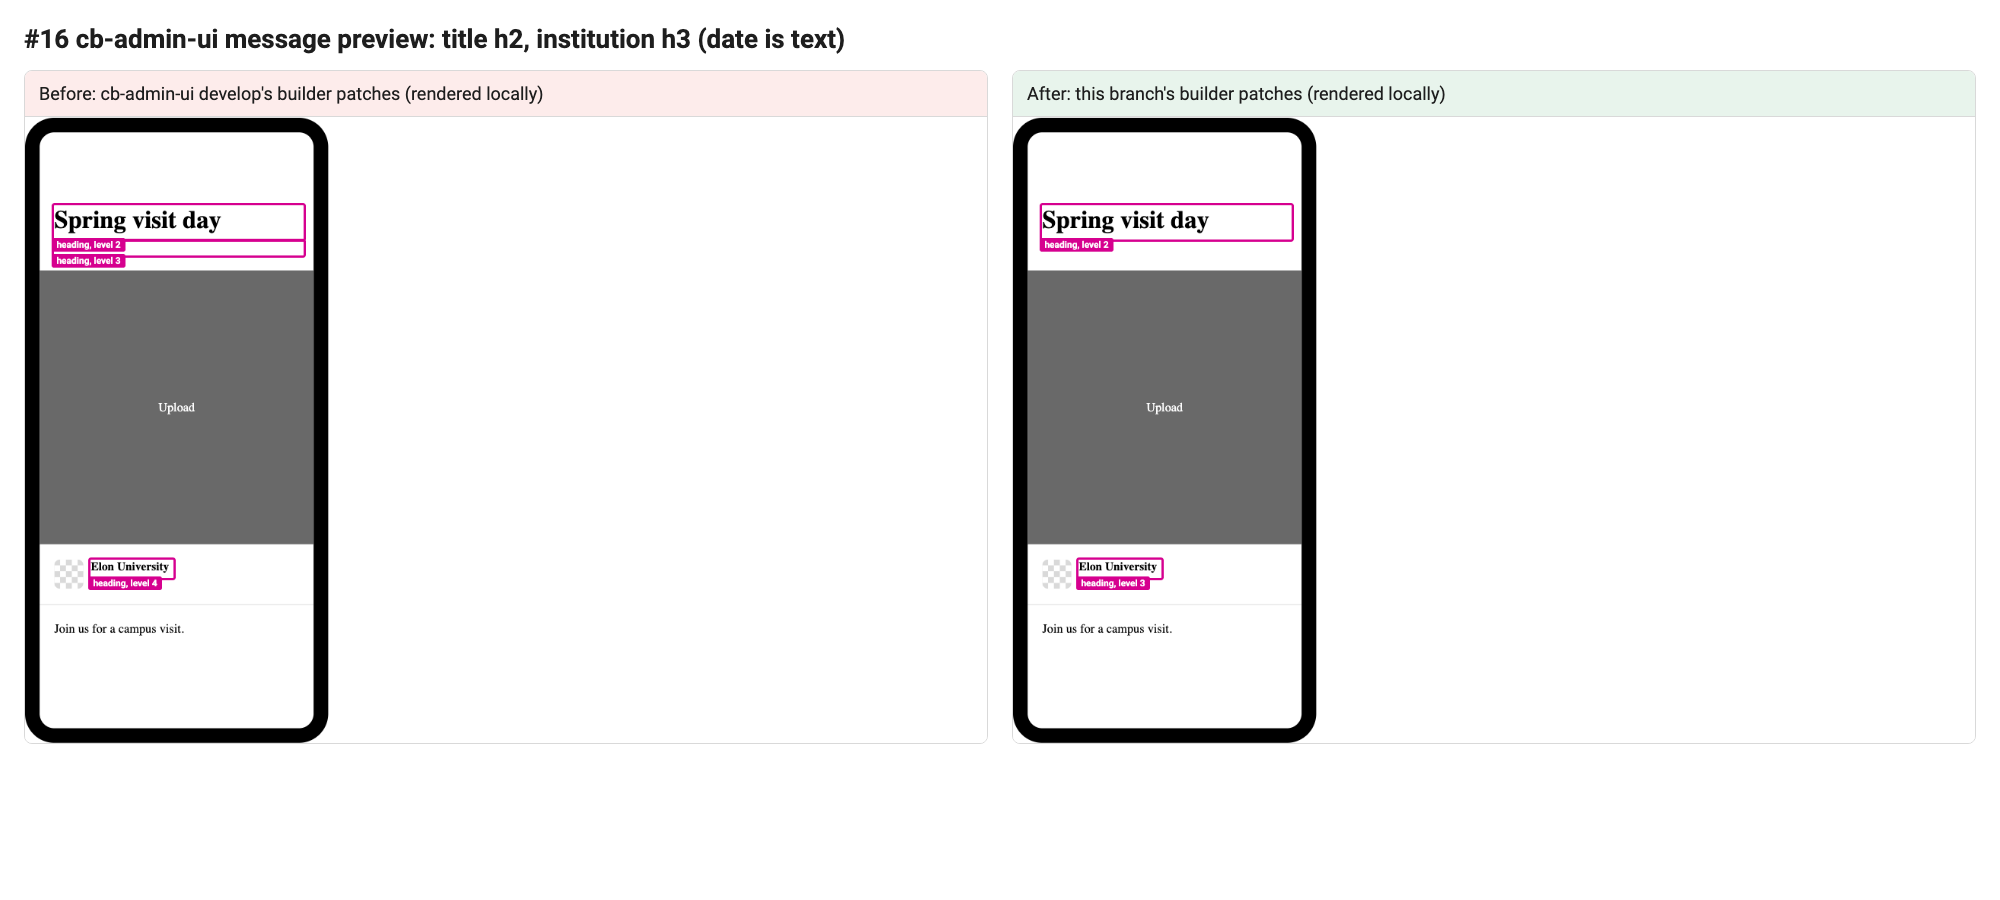 #16 cb-admin-ui message preview: title h2, institution h3 (date is text)
Before: cb-admin-ui develop's builder patches (rendered locally)
Spring visit day
heading, level 2
heading, level 3
Upload
Elon University
heading, level 4
Join us for a campus visit.
After: this branch's builder patches (rendered locally)
Spring visit day
heading, level 2
Upload
Elon University
heading, level 3
Join us for a campus visit.